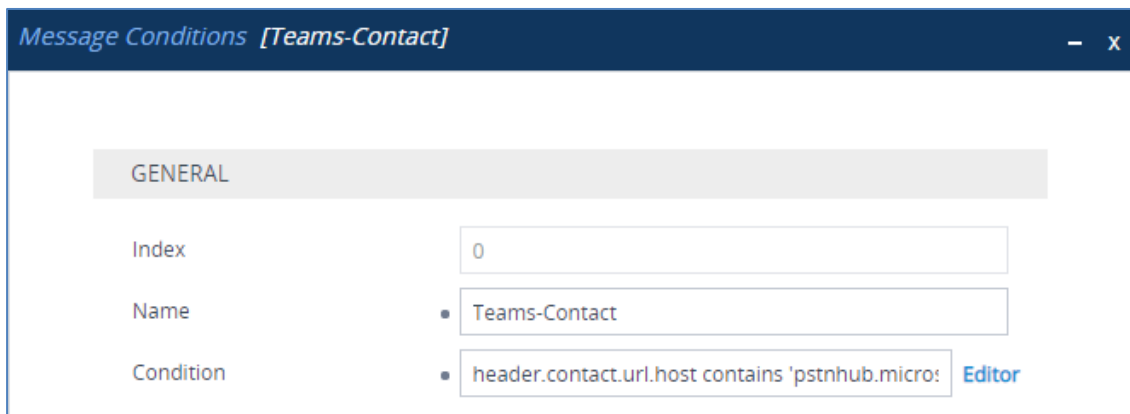 Message Conditions [Teams-Contact] – x
GENERAL
Index 0
Name Teams-Contact
Condition header.contact.url.host contains 'pstnhub.micros Editor